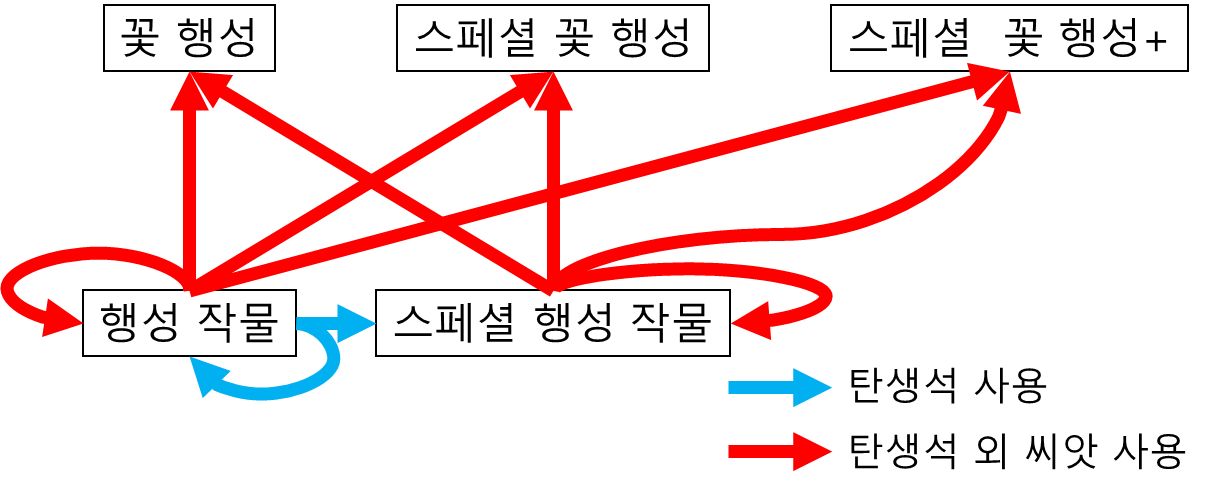 꽃 행성
스페셜 꽃 행성
스페셜 꽃 행성+
행성 작물
스페셜 행성 작물
탄생석 사용
탄생석 외 씨앗 사용